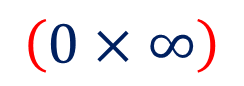 (0 × ∞)